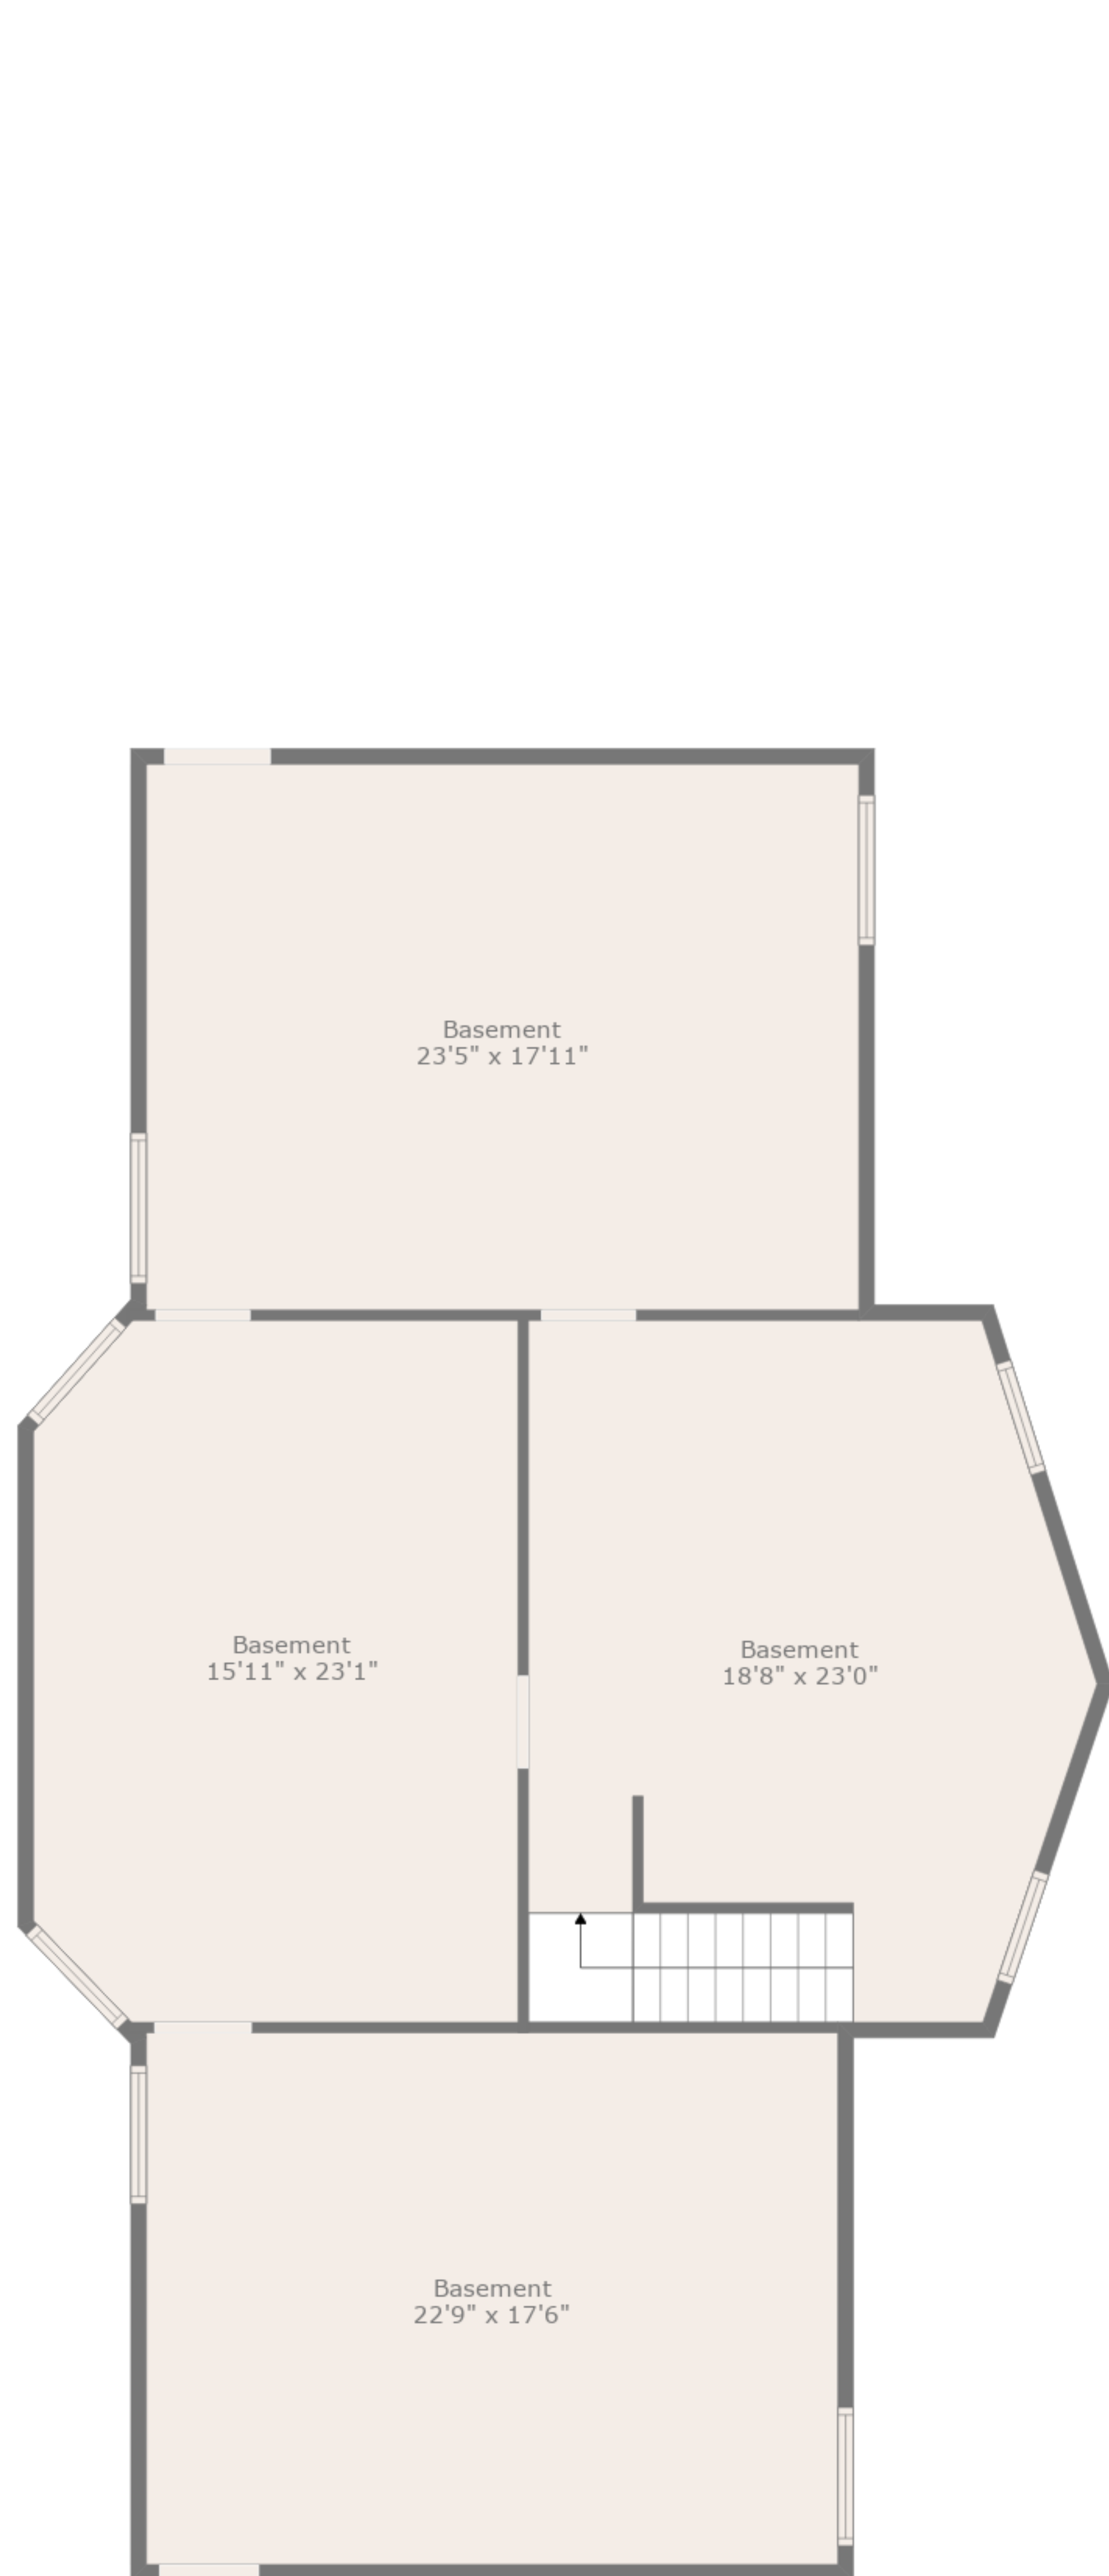 Basement
23'5" x 17'11"
Basement
15'11" x 23'1"
Basement
18'8" x 23'0"
Basement
22'9" x 17'6"